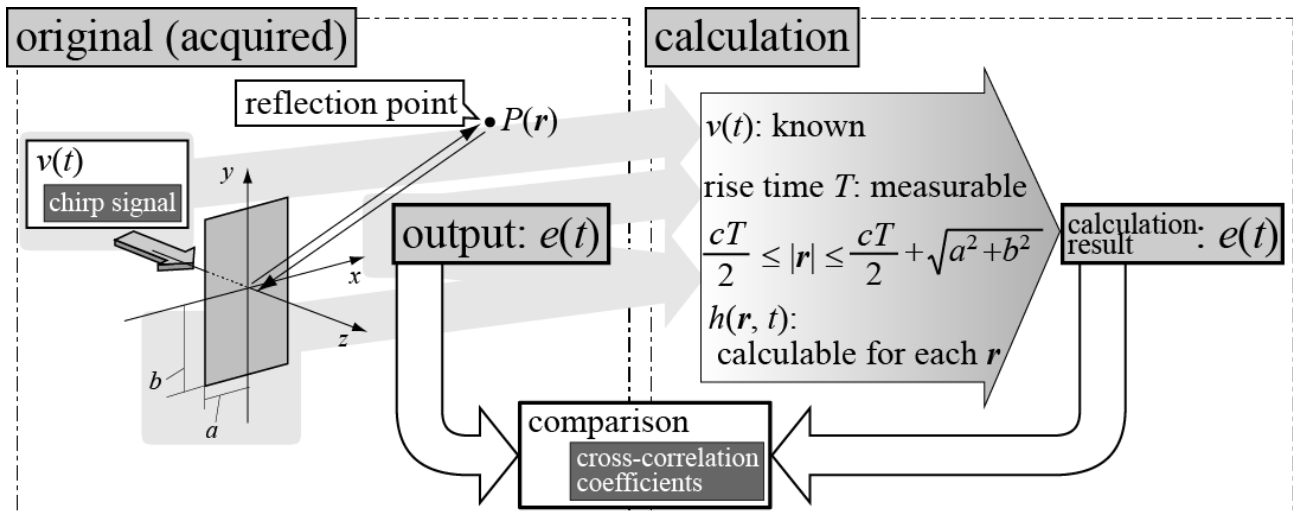 original (acquired)
calculation
reflection point
P(r)
v(t)
chirp signal
y
x
z
b
a
output: e(t)
v(t): known
rise time T: measurable
cT/2 ≤ |r| ≤ cT/2 + √a²+b²
h(r, t):
calculable for each r
calculation
result : e(t)
comparison
cross-correlation
coefficients